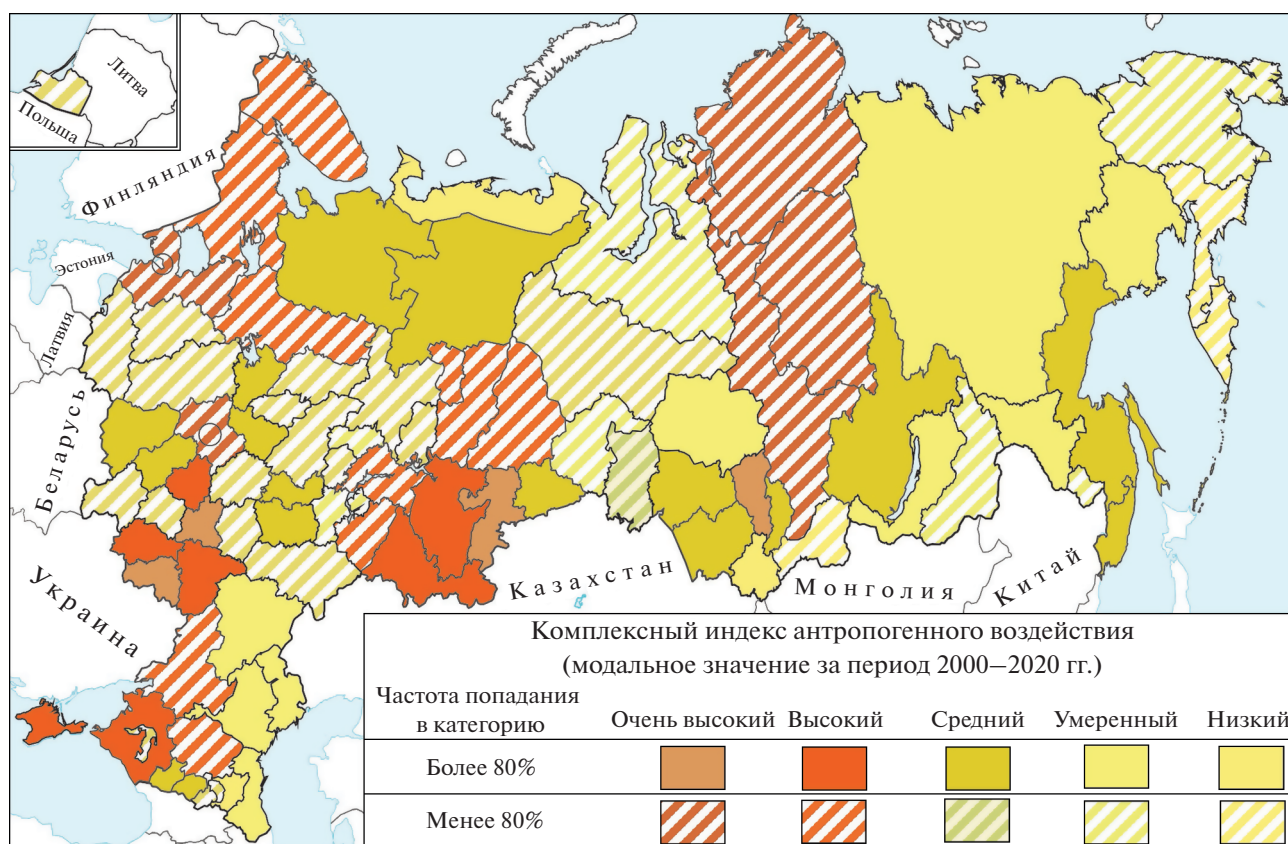 Литва
Польша
Финляндия
Эстония
Латвия
Беларусь
Украина
Казахстан
Монголия
Китай
Комплексный индекс антропогенного воздействия
(модальное значение за период 2000–2020 гг.)
Частота попадания
в категорию
Очень высокий Высокий Средний Умеренный Низкий
Более 80%
Менее 80%